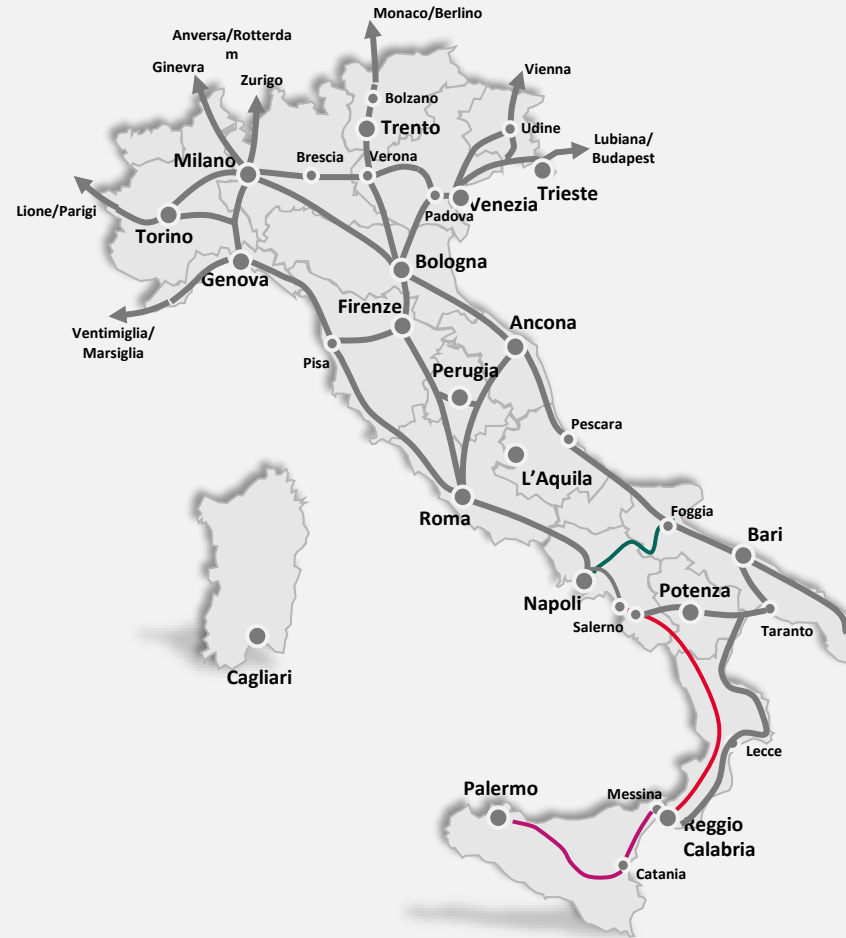 Monaco/Berlino
Anversa/Rotterda
m
Ginevra
Zurigo
Vienna
Bolzano
Trento
Udine
Lubiana/
Budapest
Milano
Brescia
Verona
Trieste
Lione/Parigi
Padova
Venezia
Torino
Bologna
Genova
Firenze
Ancona
Ventimiglia/
Marsiglia
Pisa
Perugia
Pescara
L'Aquila
Roma
Foggia
Bari
Napoli
Potenza
Salerno
Taranto
Cagliari
Lecce
Palermo
Messina
Reggio
Calabria
Catania